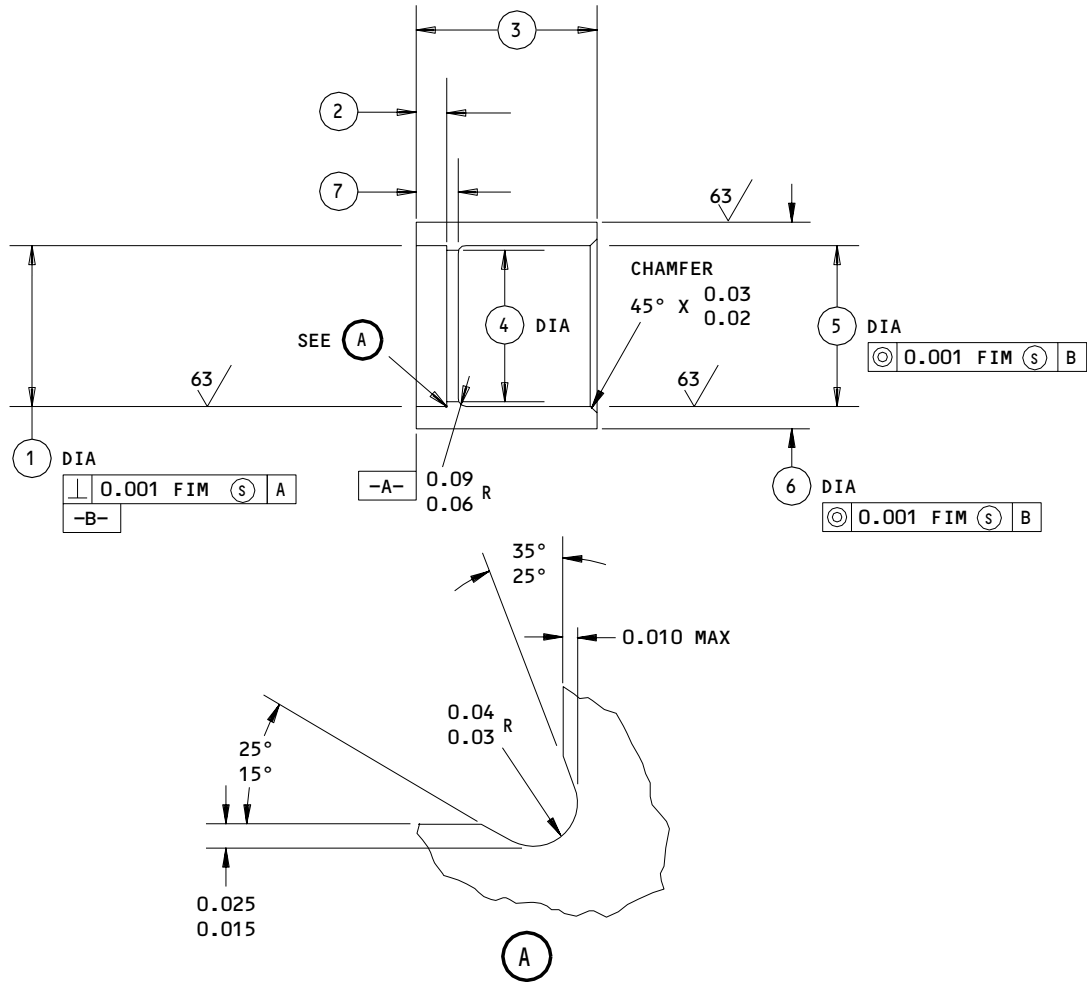 3
2
7
63
CHAMFER
45° X 0.03
0.02
4 DIA
5 DIA
◎ 0.001 FIM Ⓢ B
SEE A
63
63
1 DIA
⊥ 0.001 FIM Ⓢ A
-B-
-A-
0.09
0.06 R
6 DIA
◎ 0.001 FIM Ⓢ B
35°
25°
0.010 MAX
0.04
0.03 R
25°
15°
0.025
0.015
A